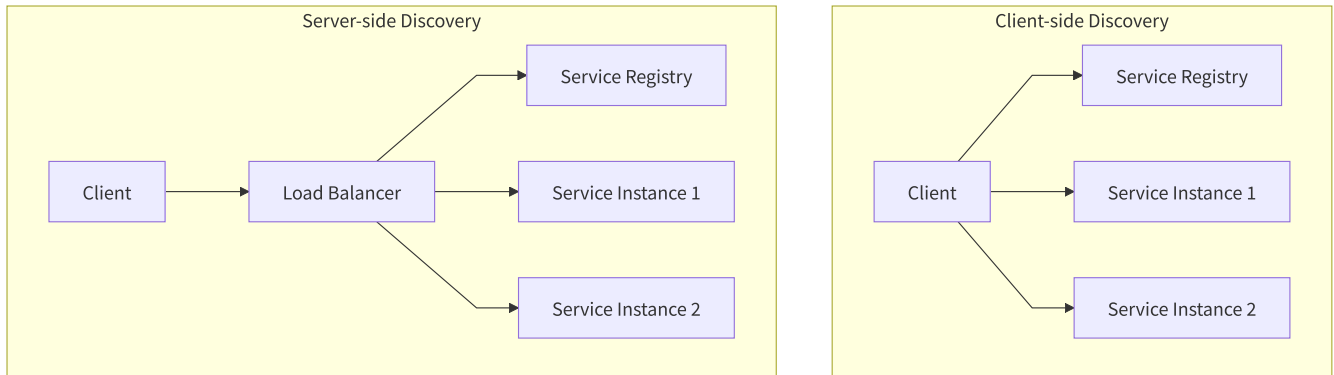 Server-side Discovery
Service Registry
Client
Load Balancer
Service Instance 1
Service Instance 2
Client-side Discovery
Service Registry
Client
Service Instance 1
Service Instance 2